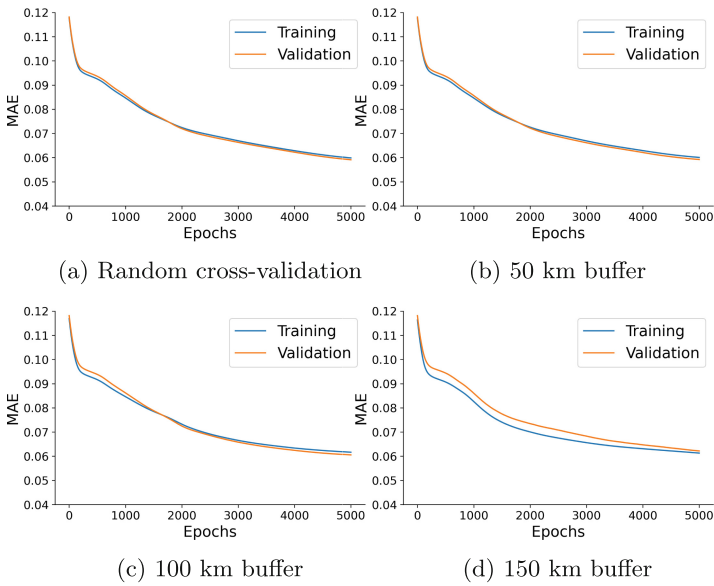 0.12
0.11
0.10
0.09
0.08
0.07
0.06
0.05
0.04
MAE
0 1000 2000 3000 4000 5000
Epochs
Training
Validation
(a) Random cross-validation
0.12
0.11
0.10
0.09
0.08
0.07
0.06
0.05
0.04
MAE
0 1000 2000 3000 4000 5000
Epochs
Training
Validation
(b) 50 km buffer
0.12
0.11
0.10
0.09
0.08
0.07
0.06
0.05
0.04
MAE
0 1000 2000 3000 4000 5000
Epochs
Training
Validation
(c) 100 km buffer
0.12
0.11
0.10
0.09
0.08
0.07
0.06
0.05
0.04
MAE
0 1000 2000 3000 4000 5000
Epochs
Training
Validation
(d) 150 km buffer